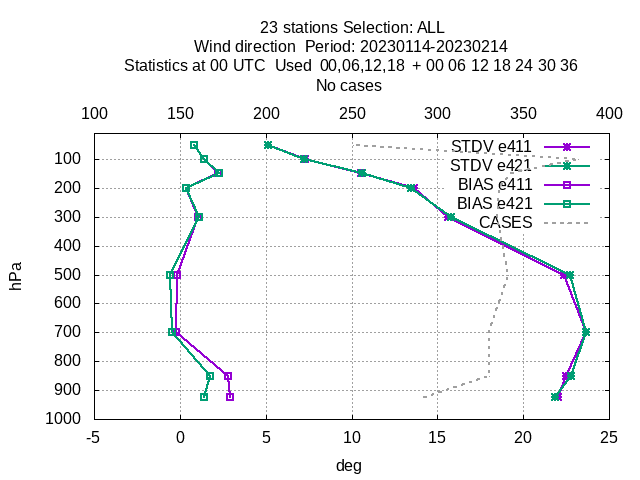 23 stations Selection: ALL
Wind direction  Period: 20230114-20230214
Statistics at 00 UTC  Used  00,06,12,18  + 00 06 12 18 24 30 36
No cases
100 150 200 250 300 350 400
STDV e411
STDV e421
BIAS e411
BIAS e421
CASES
100
200
300
400
500
600
700
800
900
1000
hPa
-5 0 5 10 15 20 25
deg